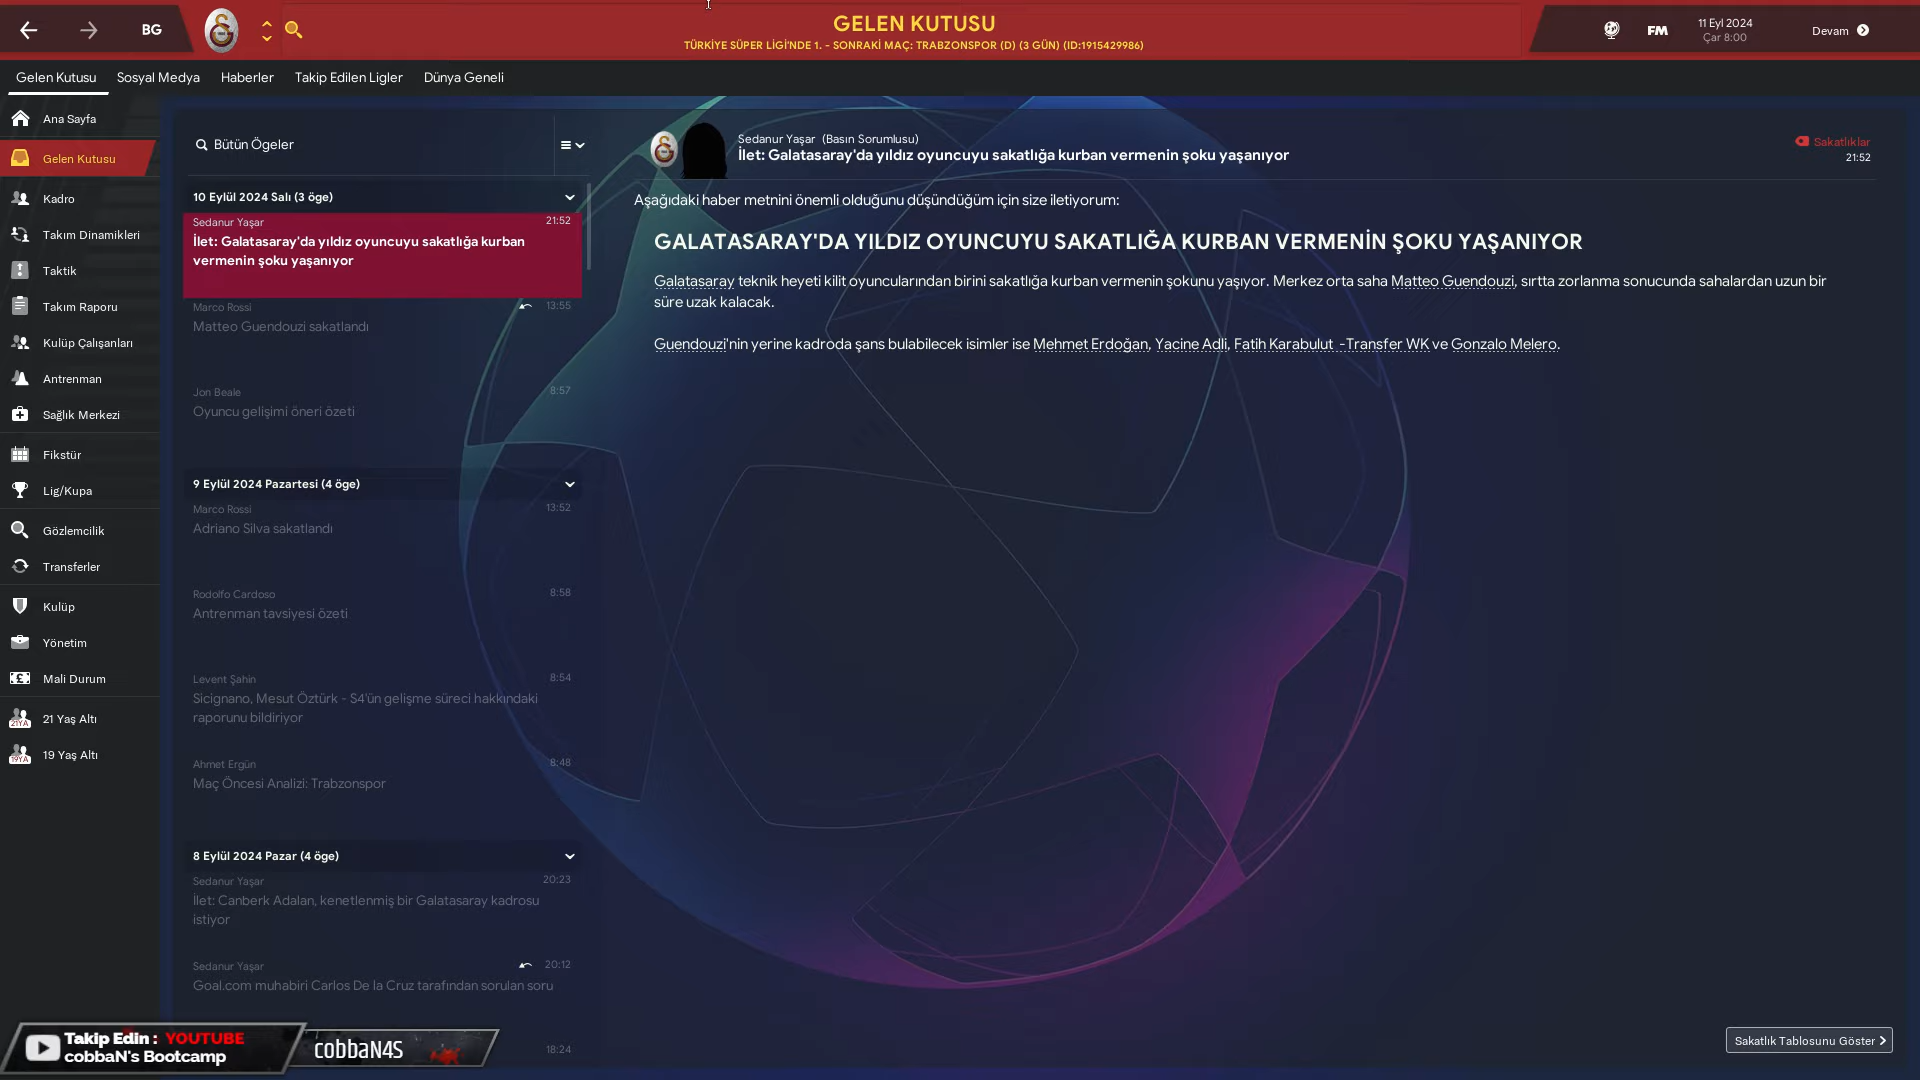 BG
GELEN KUTUSU
TÜRKİYE SÜPER LİGİ'NDE 1. - SONRAKİ MAÇ: TRABZONSPOR (D) (3 GÜN) (ID:1915429986)
FM
11 Eyl 2024
Çar 8:00
Devam
Gelen Kutusu
Sosyal Medya
Haberler
Takip Edilen Ligler
Dünya Geneli
Ana Sayfa
Gelen Kutusu
Kadro
Takım Dinamikleri
Taktik
Takım Raporu
Kulüp Çalışanları
Antrenman
Sağlık Merkezi
Fikstür
Lig/Kupa
Gözlemcilik
Transferler
Kulüp
Yönetim
Mali Durum
21YA
21 Yaş Altı
19YA
19 Yaş Altı
Bütün Ögeler
10 Eylül 2024 Salı (3 öge)
Sedanur Yaşar
21:52
İlet: Galatasaray'da yıldız oyuncuyu sakatlığa kurban
vermenin şoku yaşanıyor
Marco Rossi
13:55
Matteo Guendouzi sakatlandı
Jon Beale
8:57
Oyuncu gelişimi öneri özeti
9 Eylül 2024 Pazartesi (4 öge)
Marco Rossi
13:52
Adriano Silva sakatlandı
Rodolfo Cardoso
8:58
Antrenman tavsiyesi özeti
Levent Şahin
8:54
Sicignano, Mesut Öztürk - S4'ün gelişme süreci hakkındaki
raporunu bildiriyor
Ahmet Ergün
8:48
Maç Öncesi Analizi: Trabzonspor
8 Eylül 2024 Pazar (4 öge)
Sedanur Yaşar
20:23
İlet: Canberk Adalan, kenetlenmiş bir Galatasaray kadrosu
istiyor
Sedanur Yaşar
20:12
Goal.com muhabiri Carlos De la Cruz tarafından sorulan soru
18:24
Sedanur Yaşar (Basın Sorumlusu)
İlet: Galatasaray'da yıldız oyuncuyu sakatlığa kurban vermenin şoku yaşanıyor
Sakatlıklar
21:52
Aşağıdaki haber metnini önemli olduğunu düşündüğüm için size iletiyorum:
GALATASARAY'DA YILDIZ OYUNCUYU SAKATLIĞA KURBAN VERMENİN ŞOKU YAŞANIYOR
Galatasaray teknik heyeti kilit oyuncularından birini sakatlığa kurban vermenin şokunu yaşıyor. Merkez orta saha Matteo Guendouzi, sırtta zorlanma sonucunda sahalardan uzun bir
süre uzak kalacak.
Guendouzi'nin yerine kadroda şans bulabilecek isimler ise Mehmet Erdoğan, Yacine Adli, Fatih Karabulut -Transfer WK ve Gonzalo Melero.
Sakatlık Tablosunu Göster
Takip Edin : YOUTUBE
cobbaN's Bootcamp
cobbaN4S